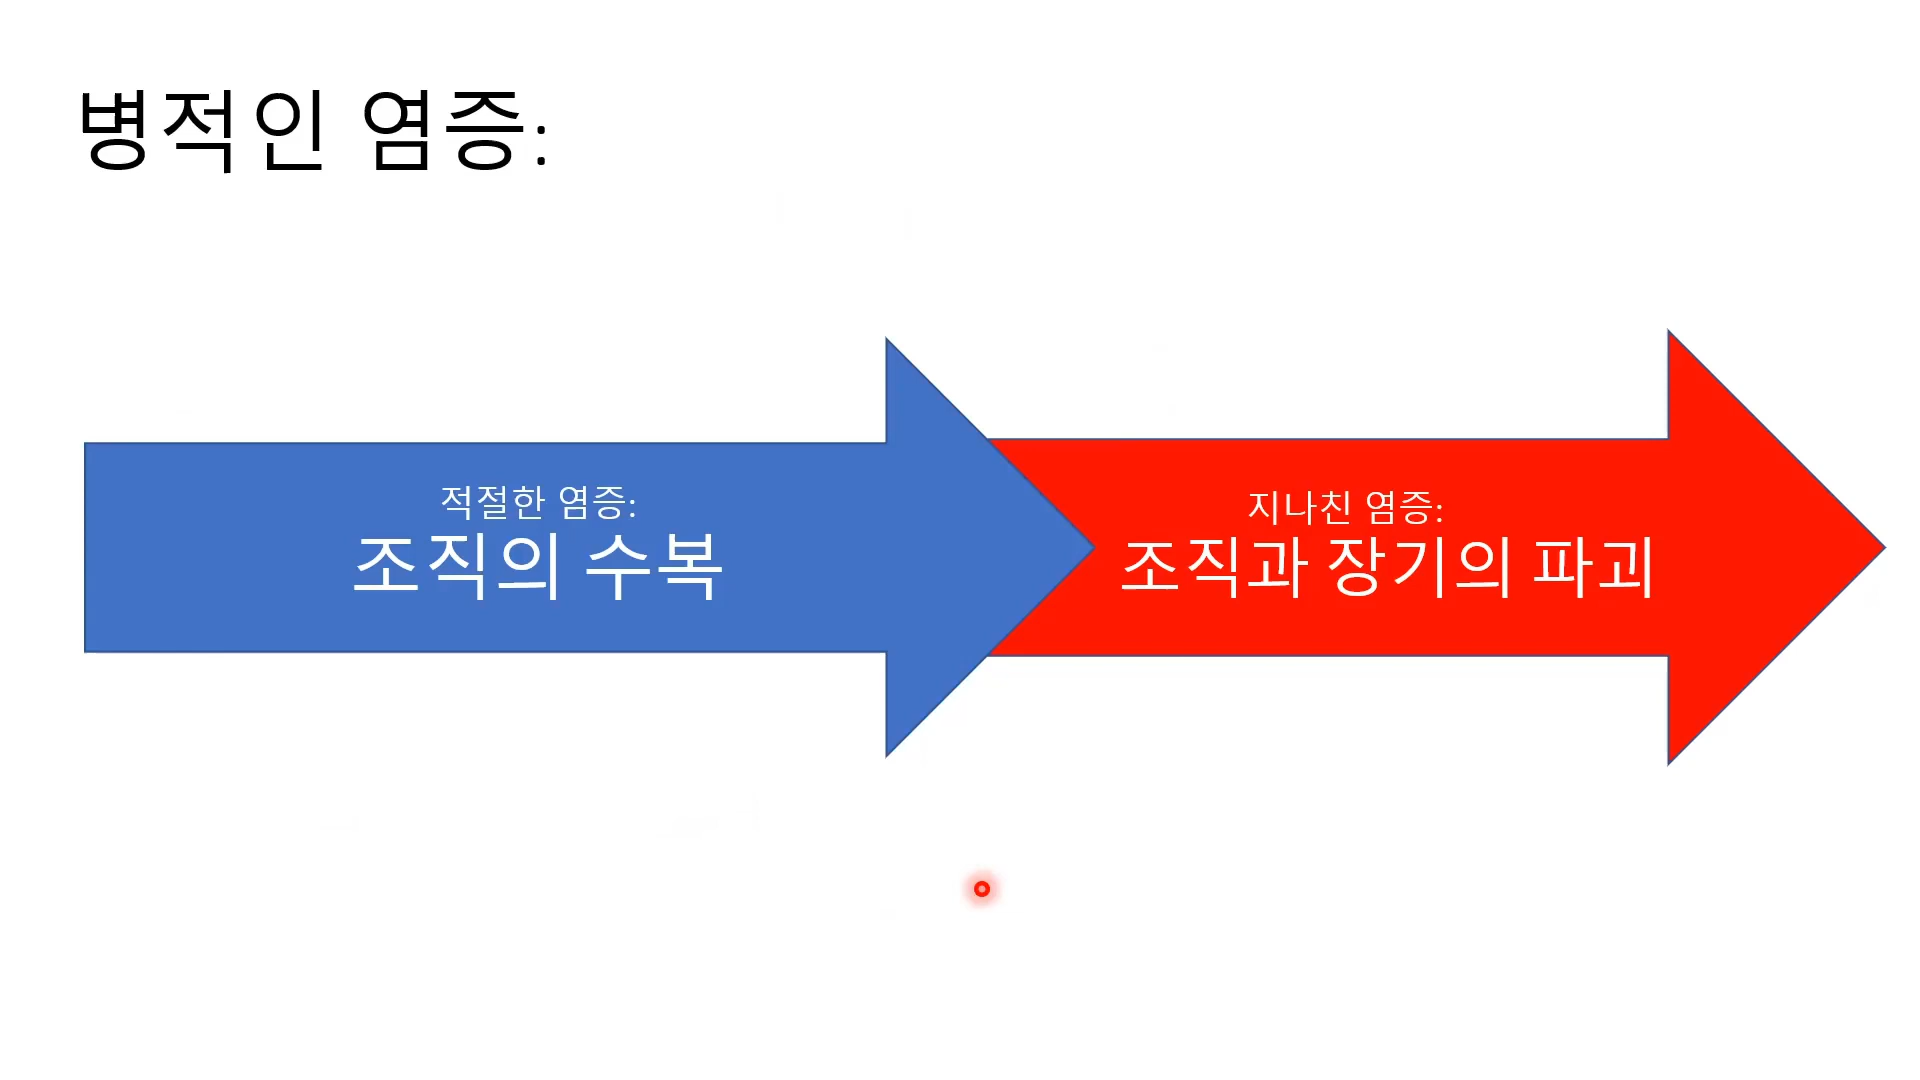 병적인 염증:
적절한 염증:
조직의 수복
지나친 염증:
조직과 장기의 파괴